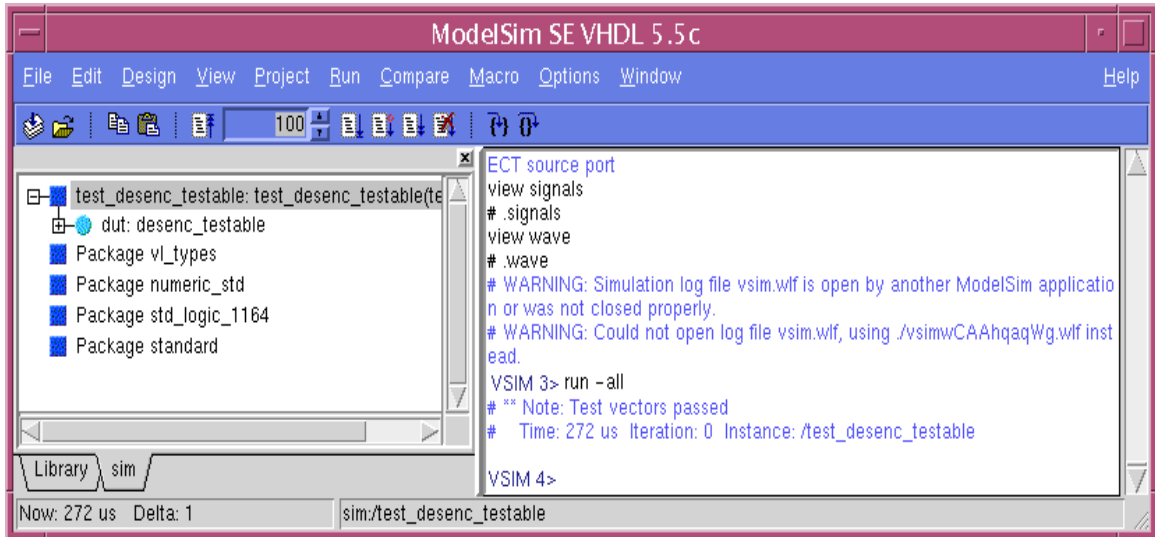 ModelSim SE VHDL 5.5c
File Edit Design View Project Run Compare Macro Options Window Help
100
test_desenc_testable: test_desenc_testable(te
dut: desenc_testable
Package vl_types
Package numeric_std
Package std_logic_1164
Package standard
Library sim
ECT source port
view signals
# .signals
view wave
# .wave
# WARNING: Simulation log file vsim.wlf is open by another ModelSim applicatio
n or was not closed properly.
# WARNING: Could not open log file vsim.wlf, using ./vsimwCAAhqaqWg.wlf inst
ead.
VSIM 3> run -all
# ** Note: Test vectors passed
# Time: 272 us Iteration: 0 Instance: /test_desenc_testable
VSIM 4>
Now: 272 us Delta: 1
sim:/test_desenc_testable